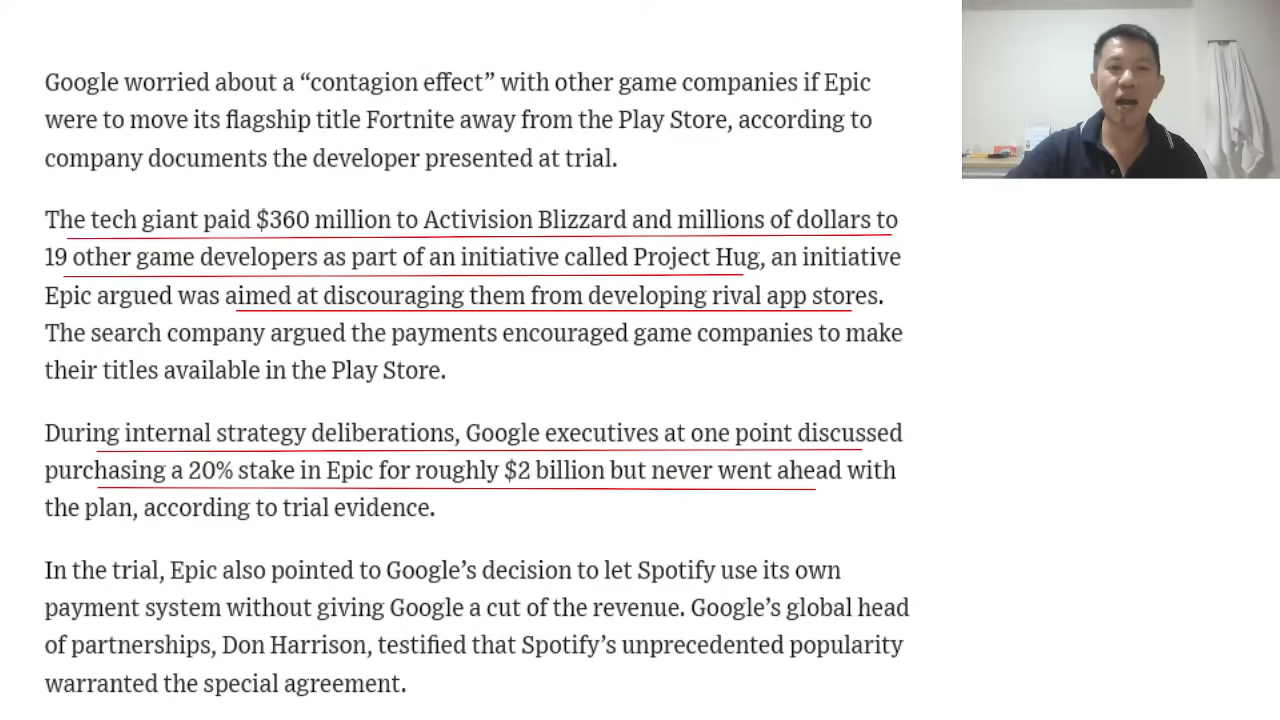 Google worried about a “contagion effect” with other game companies if Epic
were to move its flagship title Fortnite away from the Play Store, according to
company documents the developer presented at trial.
The tech giant paid $360 million to Activision Blizzard and millions of dollars to
19 other game developers as part of an initiative called Project Hug, an initiative
Epic argued was aimed at discouraging them from developing rival app stores.
The search company argued the payments encouraged game companies to make
their titles available in the Play Store.
During internal strategy deliberations, Google executives at one point discussed
purchasing a 20% stake in Epic for roughly $2 billion but never went ahead with
the plan, according to trial evidence.
In the trial, Epic also pointed to Google’s decision to let Spotify use its own
payment system without giving Google a cut of the revenue. Google’s global head
of partnerships, Don Harrison, testified that Spotify’s unprecedented popularity
warranted the special agreement.